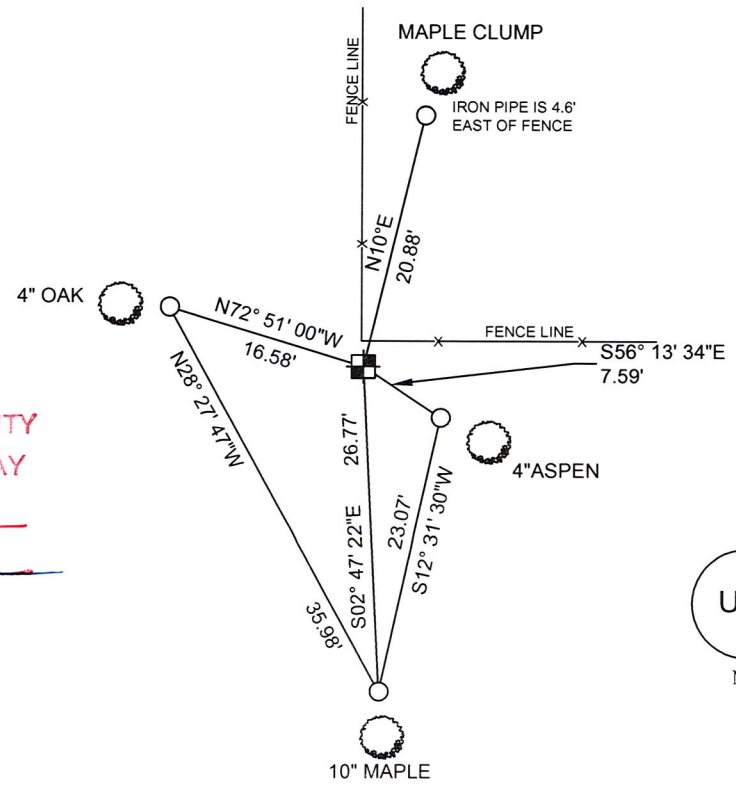 MAPLE CLUMP
FENCE LINE
IRON PIPE IS 4.6'
EAST OF FENCE
N10°E
20.88'
4" OAK
N72° 51' 00"W
16.58'
FENCE LINE
S56° 13' 34"E
7.59'
N28° 27' 47"W
35.98'
26.77'
S02° 47' 22"E
23.07'
S12° 31' 30"W
4"ASPEN
TY
AY
U
10" MAPLE